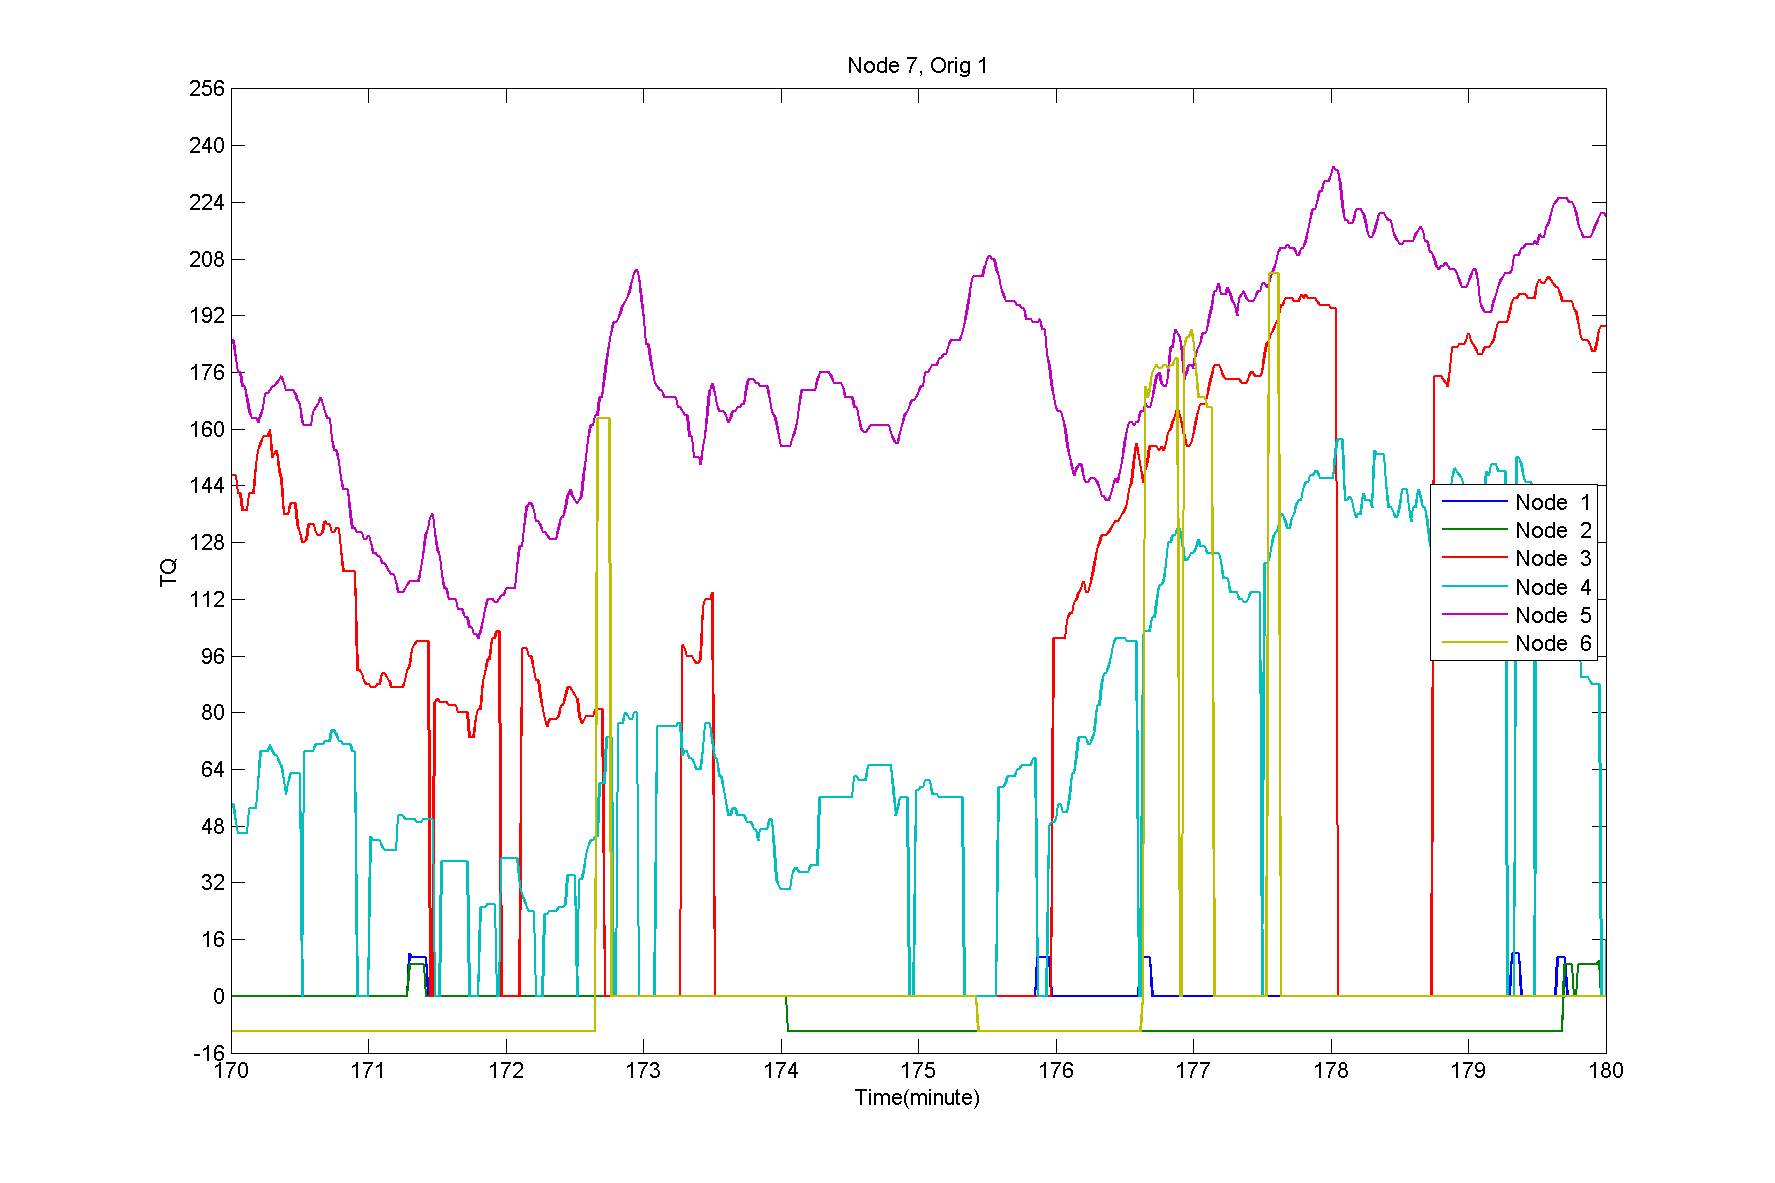 Node 7, Orig 1
256
240
224
208
192
176
160
144
128
112
96
80
64
48
32
16
0
-16
TQ
Node 1
Node 2
Node 3
Node 4
Node 5
Node 6
170 171 172 173 174 175 176 177 178 179 180
Time(minute)